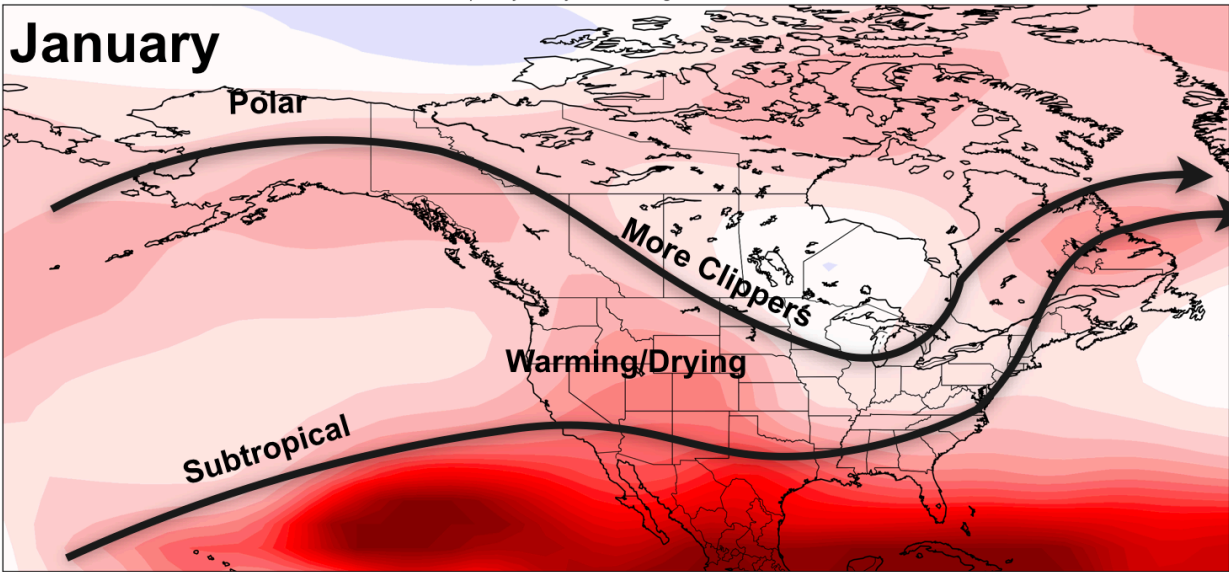 January
Polar
More Clippers
Warming/Drying
Subtropical